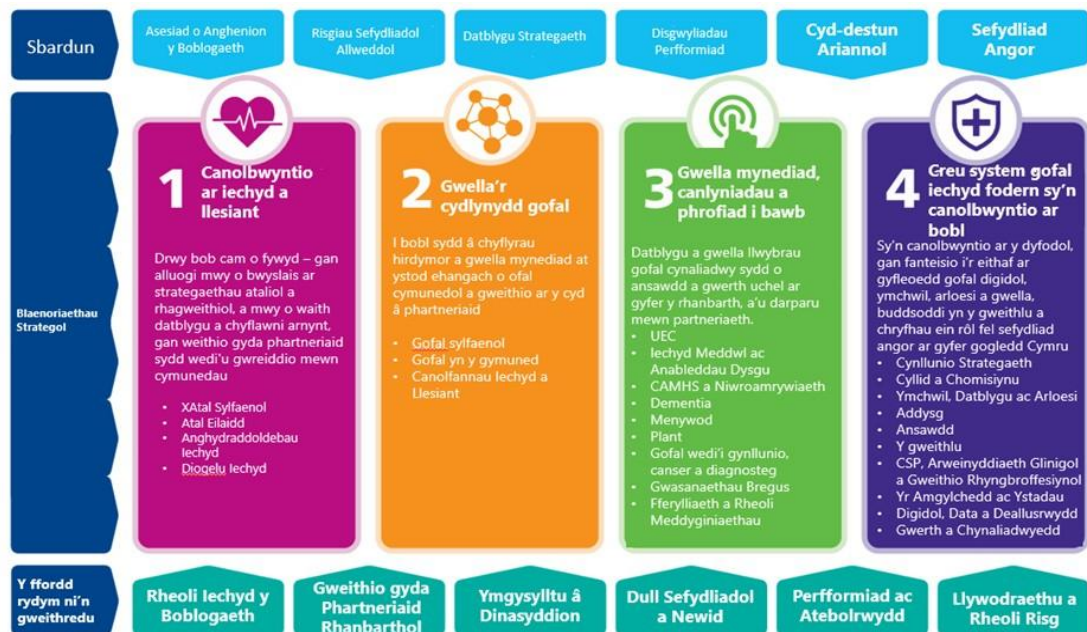 Sbardun
Asesiad o Anghenion
y Boblogaeth
Risgiau Sefydliadol
Allweddol
Datblygu Strategaeth
Disgwyliadau
Perfformiad
Cyd-destun
Ariannol
Sefydliad
Angor
Blaenoriaethau
Strategol
1
Canolbwyntio
ar iechyd a
llesiant
Drwy bob cam o fywyd – gan
alluogi mwy o bwyslais ar
strategaethau ataliol a
rhagweithiol, a mwy o waith
datblygu a chyflawni arnynt,
gan weithio gyda phartneriaid
sydd wedi'u gwreiddio mewn
cymunedau
• XAtal Sylfaenol
• Atal Eilaidd
• Anghydraddoldebau
Iechyd
• Diogelu Iechyd
2
Gwella'r
cydlynydd gofal
I bobl sydd â chyflyrau
hirdymor a gwella mynediad at
ystod ehangach o ofal
cymunedol a gweithio ar y cyd
â phartneriaid
• Gofal sylfaenol
• Gofal yn y gymuned
• Canolfannau Iechyd a
Llesiant
3
Gwella mynediad,
canlyniadau a
phrofiad i bawb
Datblygu a gwella llwybrau
gofal cynaliadwy sydd o
ansawdd a gwerth uchel ar
gyfer y rhanbarth, a'u darparu
mewn partneriaeth.
• UEC
• Iechyd Meddwl ac
Anableddau Dysgu
• CAMHS a Niwroamrywiaeth
• Dementia
• Menywod
• Plant
• Gofal wedi'i gynllunio,
canser a diagnosteg
• Gwasanaethau Bregus
• Fferylliaeth a Rheoli
Meddyginiaethau
4
Greu system gofal
iechyd fodern sy'n
canolbwyntio ar
bobl
Sy'n canolbwyntio ar y dyfodol,
gan fanteisio i'r eithaf ar
gyfleoedd gofal digidol,
ymchwil, arloesi a gwella,
buddsoddi yn y gweithlu a
chryfhau ein rôl fel sefydliad
angor ar gyfer gogledd Cymru
• Cynllunio Strategaeth
• Cyllid a Chomisiynu
• Ymchwil, Datblygu ac Arloesi
• Addysg
• Ansawdd
• Y gweithlu
• CSP, Arweinyddiaeth Glinigol
a Gweithio Rhyngbroffesiynol
• Yr Amgylchedd ac Ystadau
• Digidol, Data a Deallusrwydd
• Gwerth a Chynaliadwyedd
Y ffordd
rydym ni'n
gweithredu
Rheoli Iechyd y
Boblogaeth
Gweithio gyda
Phartneriaid
Rhanbarthol
Ymgysylltu â
Dinasyddion
Dull Sefydliadol
a Newid
Perfformiad ac
Atebolrwydd
Llywodraethu a
Rheoli Risg